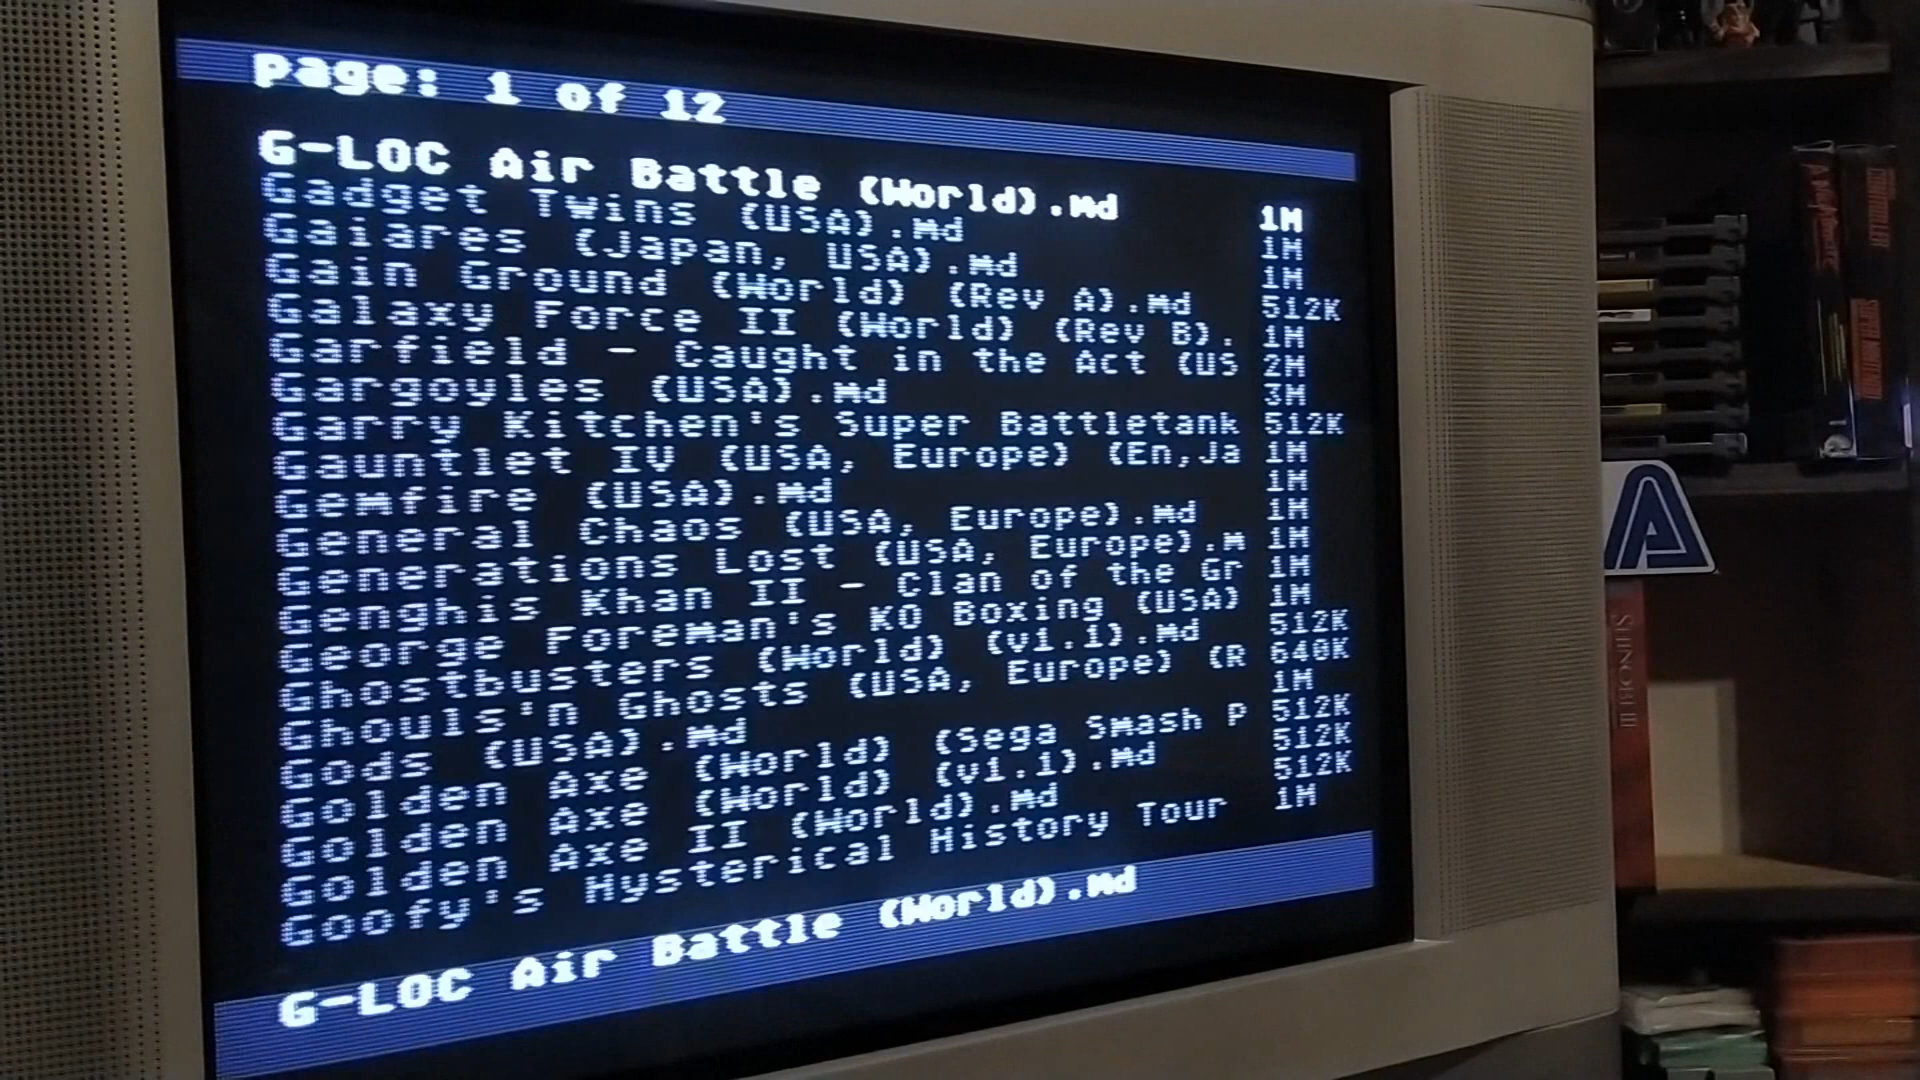 page: 1 of 12
G-LOC Air Battle (World).md 1M
Gadget Twins (USA).md 1M
Gaiares (Japan, USA).md 1M
Gain Ground (World) (Rev A).md 512K
Galaxy Force II (World) (Rev B). 1M
Garfield - Caught in the Act (US 2M
Gargoyles (USA).md 3M
Garry Kitchen's Super Battletank 512K
Gauntlet IV (USA, Europe) (En,Ja 1M
Gemfire (USA).md 1M
General Chaos (USA, Europe).md 1M
Generations Lost (USA, Europe).m 1M
Genghis Khan II - Clan of the Gr 1M
George Foreman's KO Boxing (USA) 1M
Ghostbusters (World) (v1.1).md 512K
Ghouls'n Ghosts (USA, Europe) (R 640K
Gods (USA).md 1M
Golden Axe (World) (Sega Smash P 512K
Golden Axe (World) (v1.1).md 512K
Golden Axe II (World).md 512K
Goofy's Hysterical History Tour 1M
G-LOC Air Battle (World).md
SHINOBI III